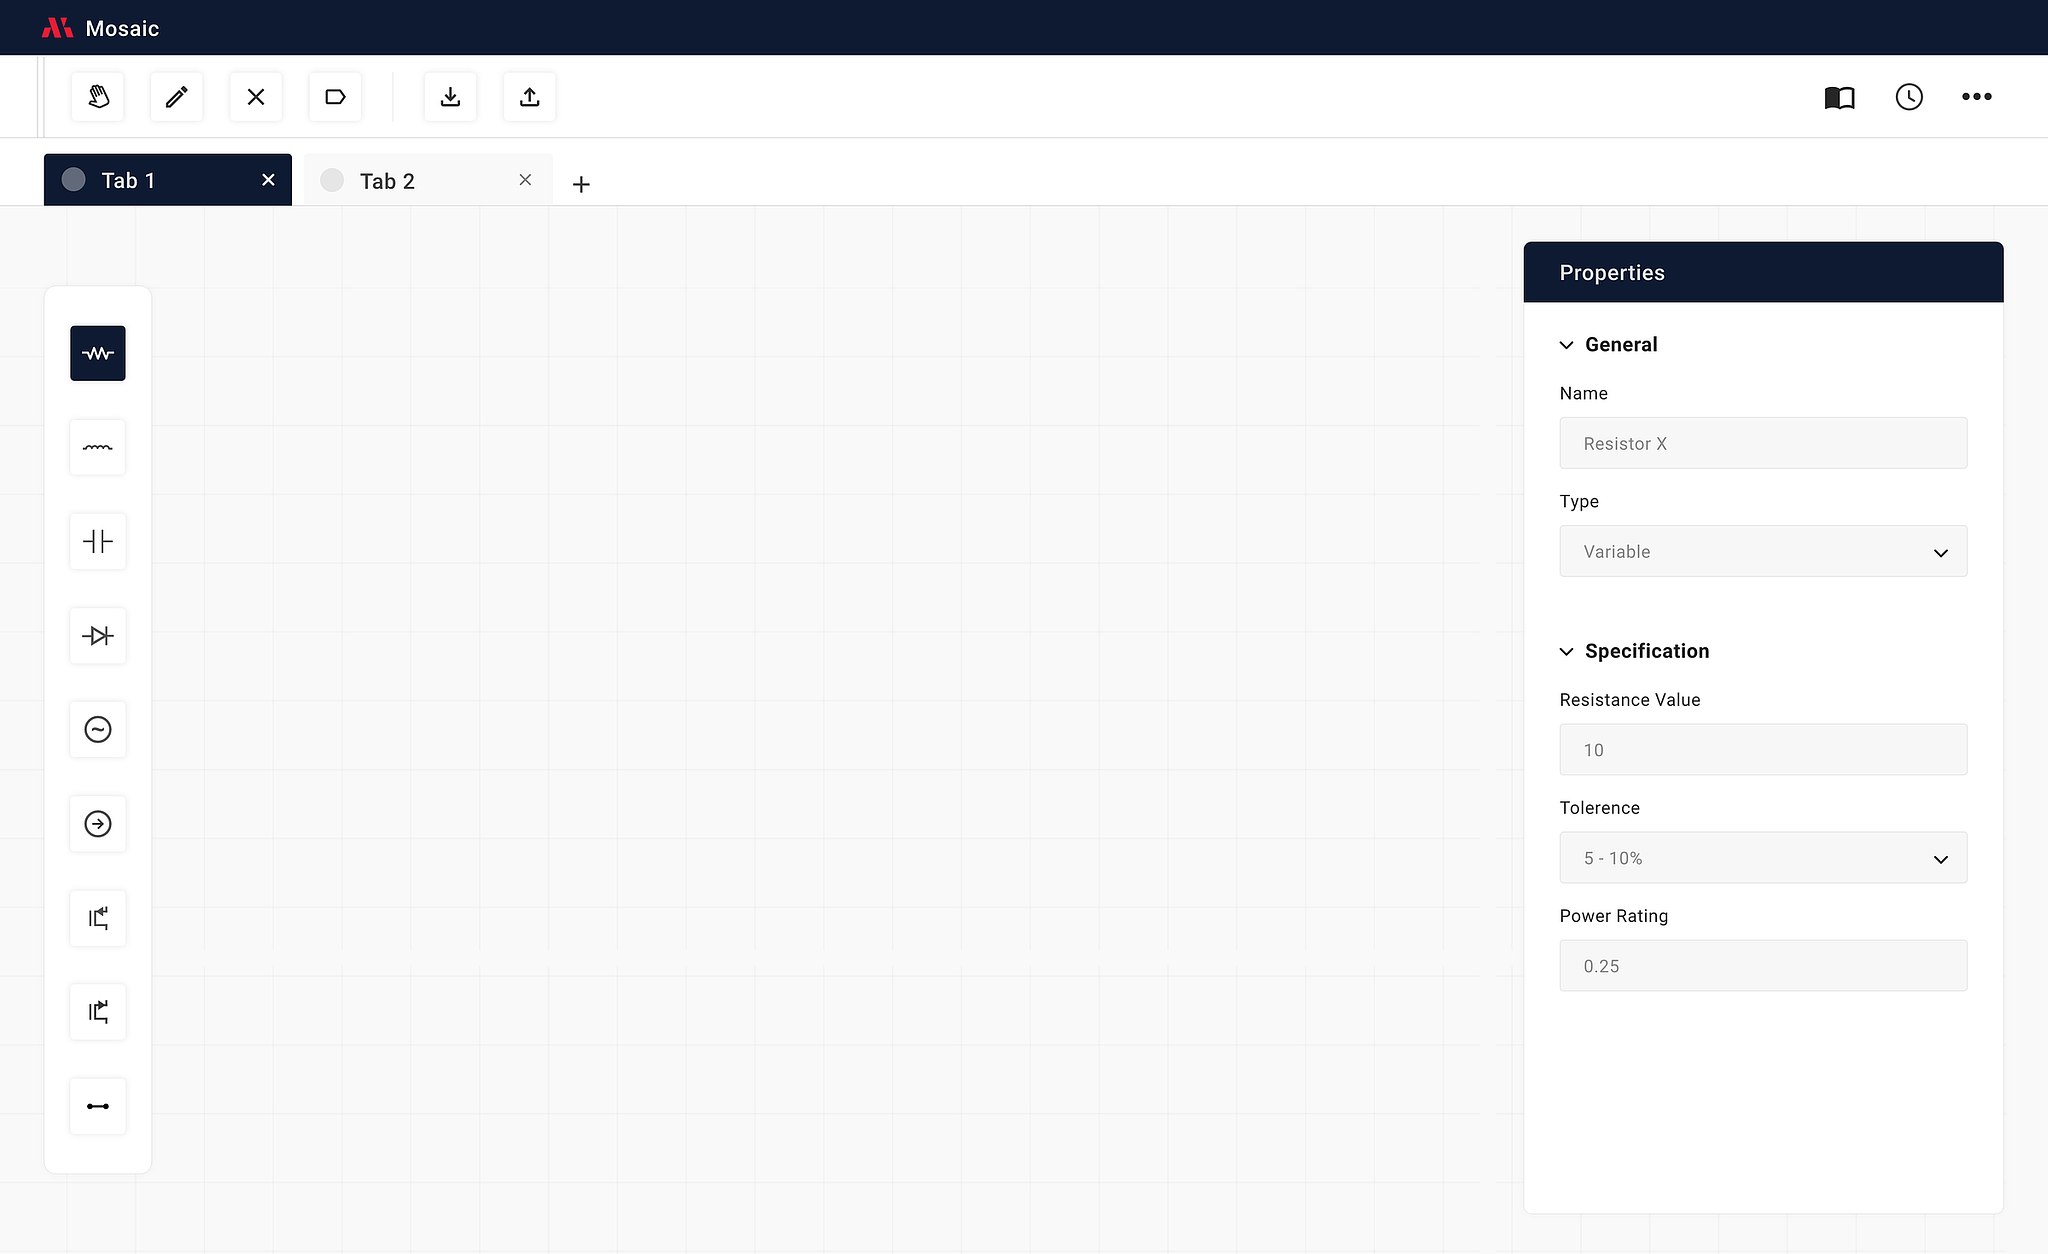 Mosaic
Tab 1
Tab 2
Properties
General
Name
Resistor X
Type
Variable
Specification
Resistance Value
10
Tolerence
5 - 10%
Power Rating
0.25